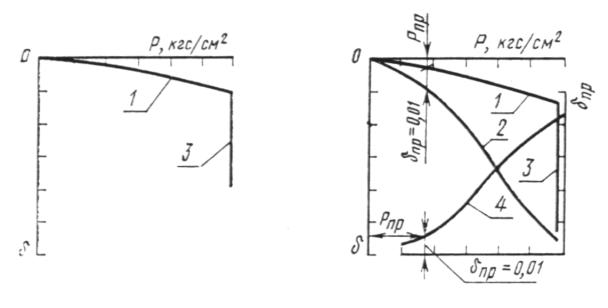 0
P, кгс/см²
1
3
δ
0
Pпр
P, кгс/см²
1
δпр
δпр=0,01
2
3
Pпр
4
δ
δпр=0,01